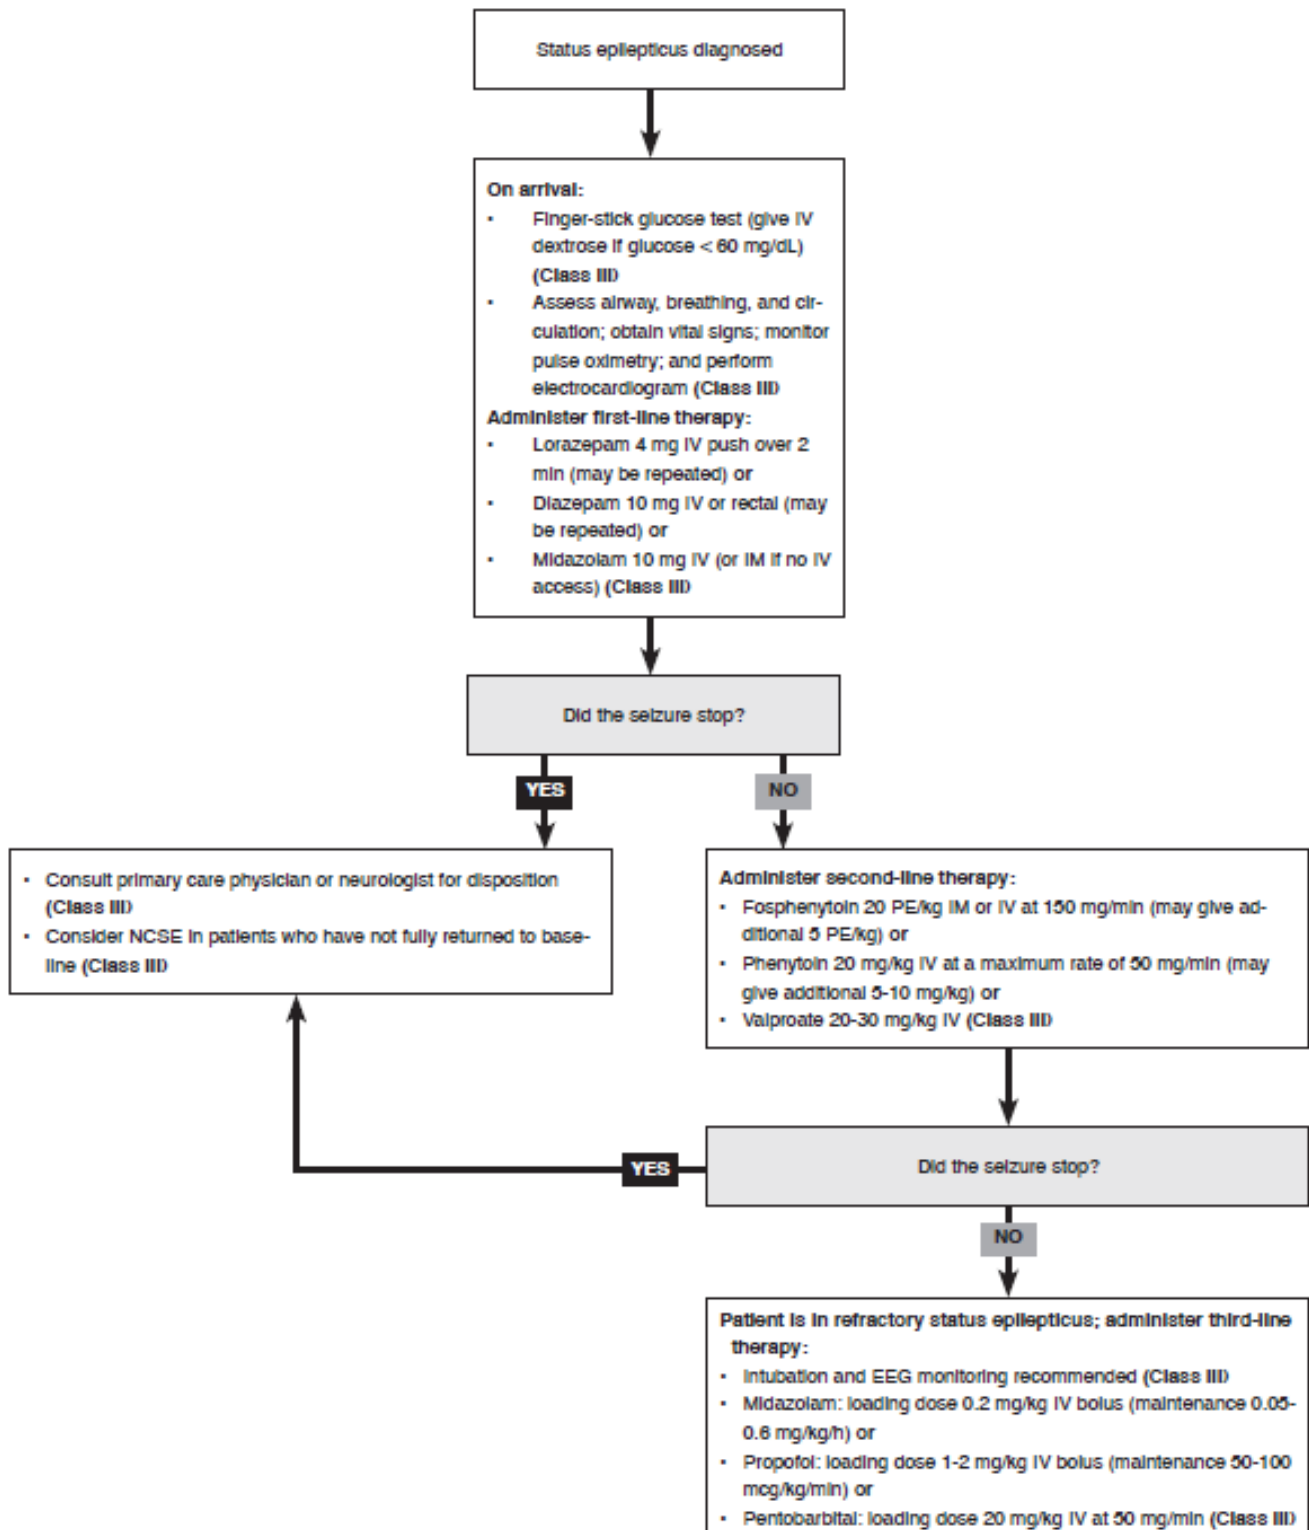 Status epilepticus diagnosed
On arrival:
• Finger-stick glucose test (give IV
dextrose if glucose < 60 mg/dL)
(Class III)
• Assess airway, breathing, and cir-
culation; obtain vital signs; monitor
pulse oximetry; and perform
electrocardiogram (Class III)
Administer first-line therapy:
• Lorazepam 4 mg IV push over 2
min (may be repeated) or
• Diazepam 10 mg IV or rectal (may
be repeated) or
• Midazolam 10 mg IV (or IM if no IV
access) (Class III)
Did the seizure stop?
YES
NO
• Consult primary care physician or neurologist for disposition
(Class III)
• Consider NCSE in patients who have not fully returned to base-
line (Class III)
Administer second-line therapy:
• Fosphenytoin 20 PE/kg IM or IV at 150 mg/min (may give ad-
ditional 5 PE/kg) or
• Phenytoin 20 mg/kg IV at a maximum rate of 50 mg/min (may
give additional 5-10 mg/kg) or
• Valproate 20-30 mg/kg IV (Class III)
YES
Did the seizure stop?
NO
Patient is in refractory status epilepticus; administer third-line
therapy:
• Intubation and EEG monitoring recommended (Class III)
• Midazolam: loading dose 0.2 mg/kg IV bolus (maintenance 0.05-
0.6 mg/kg/h) or
• Propofol: loading dose 1-2 mg/kg IV bolus (maintenance 50-100
mcg/kg/min) or
• Pentobarbital: loading dose 20 mg/kg IV at 50 mg/min (Class III)